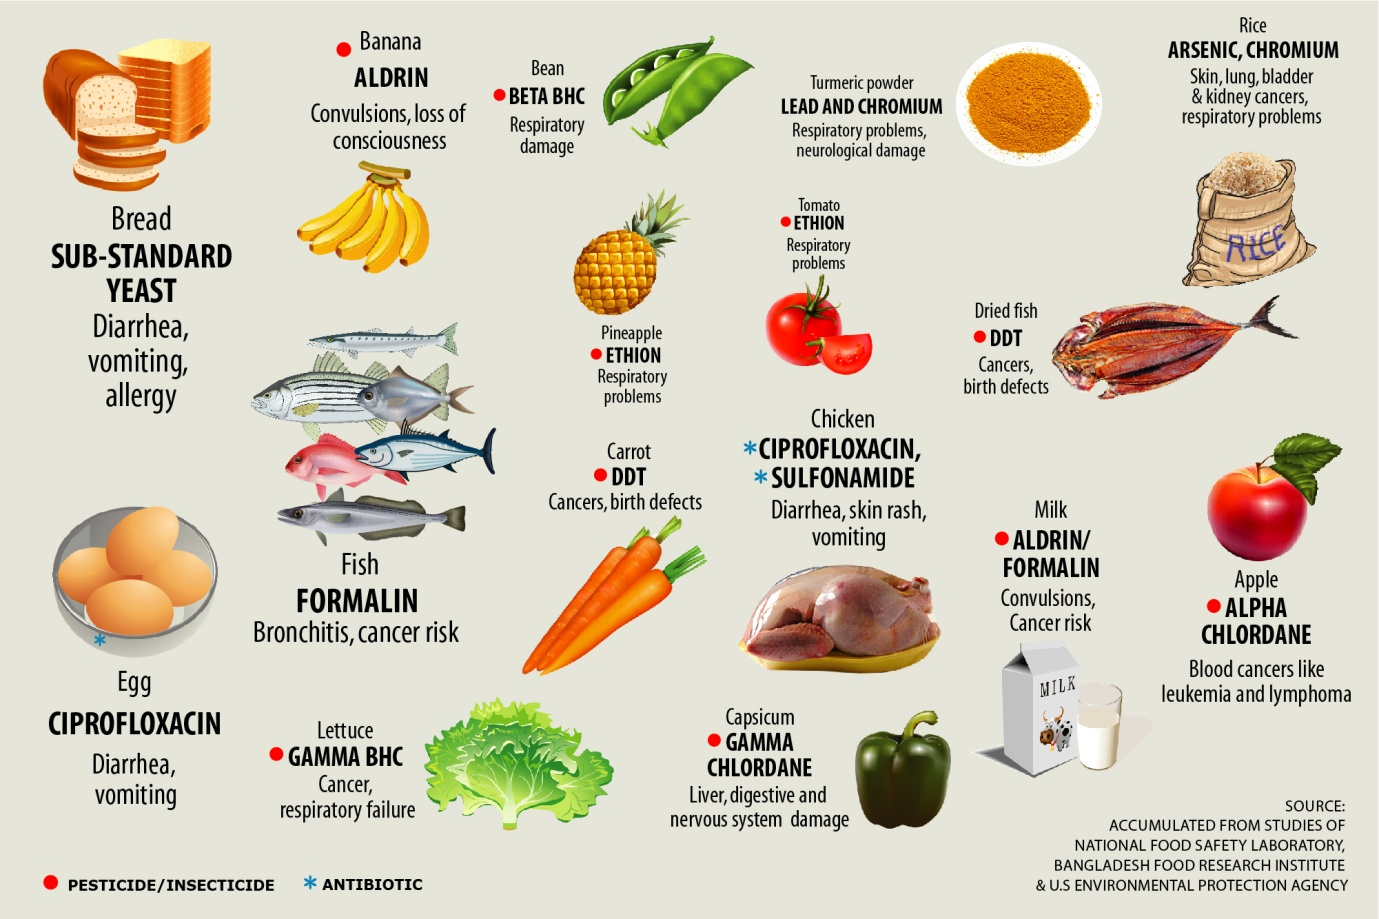 Bread
SUB-STANDARD
YEAST
Diarrhea,
vomiting,
allergy
● Banana
ALDRIN
Convulsions, loss of
consciousness
Bean
● BETA BHC
Respiratory
damage
Turmeric powder
LEAD AND CHROMIUM
Respiratory problems,
neurological damage
Rice
ARSENIC, CHROMIUM
Skin, lung, bladder
& kidney cancers,
respiratory problems
RICE
Pineapple
● ETHION
Respiratory
problems
Tomato
● ETHION
Respiratory
problems
Dried fish
● DDT
Cancers,
birth defects
Fish
FORMALIN
Bronchitis, cancer risk
Carrot
● DDT
Cancers, birth defects
Chicken
*CIPROFLOXACIN,
* SULFONAMIDE
Diarrhea, skin rash,
vomiting
Milk
● ALDRIN/
FORMALIN
Convulsions,
Cancer risk
MILK
Apple
● ALPHA
CHLORDANE
Blood cancers like
leukemia and lymphoma
*
Egg
CIPROFLOXACIN
Diarrhea,
vomiting
Lettuce
● GAMMA BHC
Cancer,
respiratory failure
Capsicum
● GAMMA
CHLORDANE
Liver, digestive and
nervous system damage
SOURCE:
ACCUMULATED FROM STUDIES OF
NATIONAL FOOD SAFETY LABORATORY,
BANGLADESH FOOD RESEARCH INSTITUTE
& U.S ENVIRONMENTAL PROTECTION AGENCY
● PESTICIDE/INSECTICIDE * ANTIBIOTIC